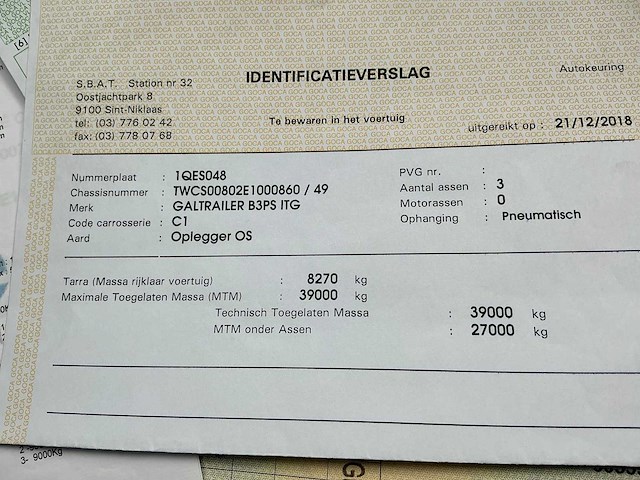 IDENTIFICATIEVERSLAG
Autokeuring
S.B.A.T. Station nr 32
Oostjachtpark 8
9100 Sint-Niklaas
tel: (03) 776 02 42
fax: (03) 778 07 68
Te bewaren in het voertuig
uitgereikt op : 21/12/2018
Nummerplaat : 1QES048
Chassisnummer : TWCS00802E1000860 / 49
Merk : GALTRAILER B3PS ITG
Code carrosserie : C1
Aard : Oplegger OS
PVG nr. :
Aantal assen : 3
Motorassen : 0
Ophanging : Pneumatisch
Tarra (Massa rijklaar voertuig) : 8270 kg
Maximale Toegelaten Massa (MTM) : 39000 kg
Technisch Toegelaten Massa : 39000 kg
MTM onder Assen : 27000 kg
3- 9000Kg